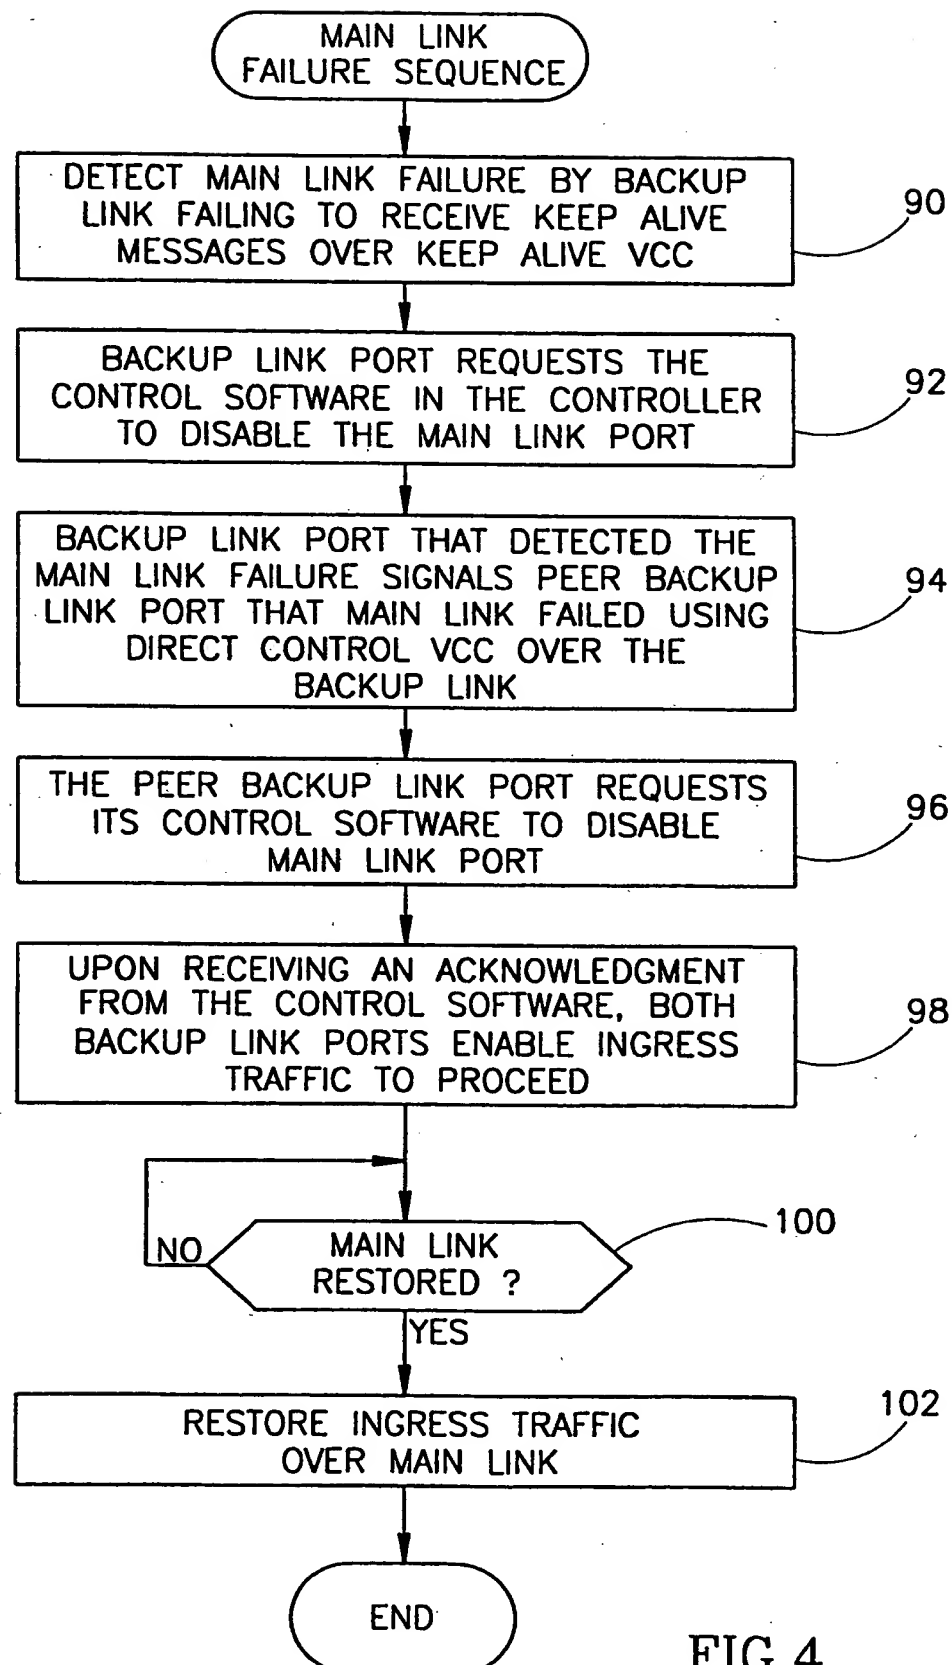 MAIN LINK
FAILURE SEQUENCE
DETECT MAIN LINK FAILURE BY BACKUP
LINK FAILING TO RECEIVE KEEP ALIVE
MESSAGES OVER KEEP ALIVE VCC
90
BACKUP LINK PORT REQUESTS THE
CONTROL SOFTWARE IN THE CONTROLLER
TO DISABLE THE MAIN LINK PORT
92
BACKUP LINK PORT THAT DETECTED THE
MAIN LINK FAILURE SIGNALS PEER BACKUP
LINK PORT THAT MAIN LINK FAILED USING
DIRECT CONTROL VCC OVER THE
BACKUP LINK
94
THE PEER BACKUP LINK PORT REQUESTS
ITS CONTROL SOFTWARE TO DISABLE
MAIN LINK PORT
96
UPON RECEIVING AN ACKNOWLEDGMENT
FROM THE CONTROL SOFTWARE, BOTH
BACKUP LINK PORTS ENABLE INGRESS
TRAFFIC TO PROCEED
98
MAIN LINK
RESTORED ?
100
NO
YES
RESTORE INGRESS TRAFFIC
OVER MAIN LINK
102
END
FIG.4